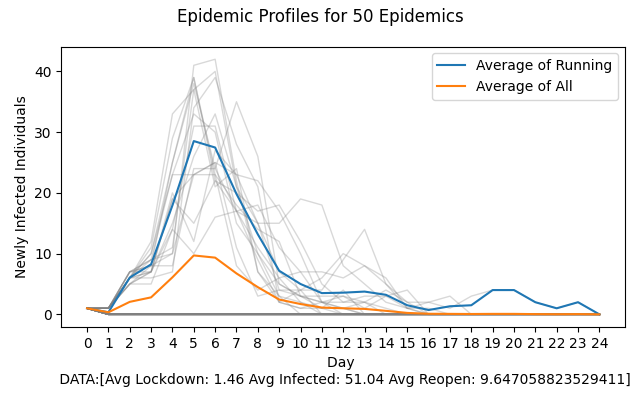 Epidemic Profiles for 50 Epidemics
Newly Infected Individuals
40
30
20
10
0
Average of Running
Average of All
0 1 2 3 4 5 6 7 8 9 10 11 12 13 14 15 16 17 18 19 20 21 22 23 24
Day
DATA:[Avg Lockdown: 1.46 Avg Infected: 51.04 Avg Reopen: 9.647058823529411]